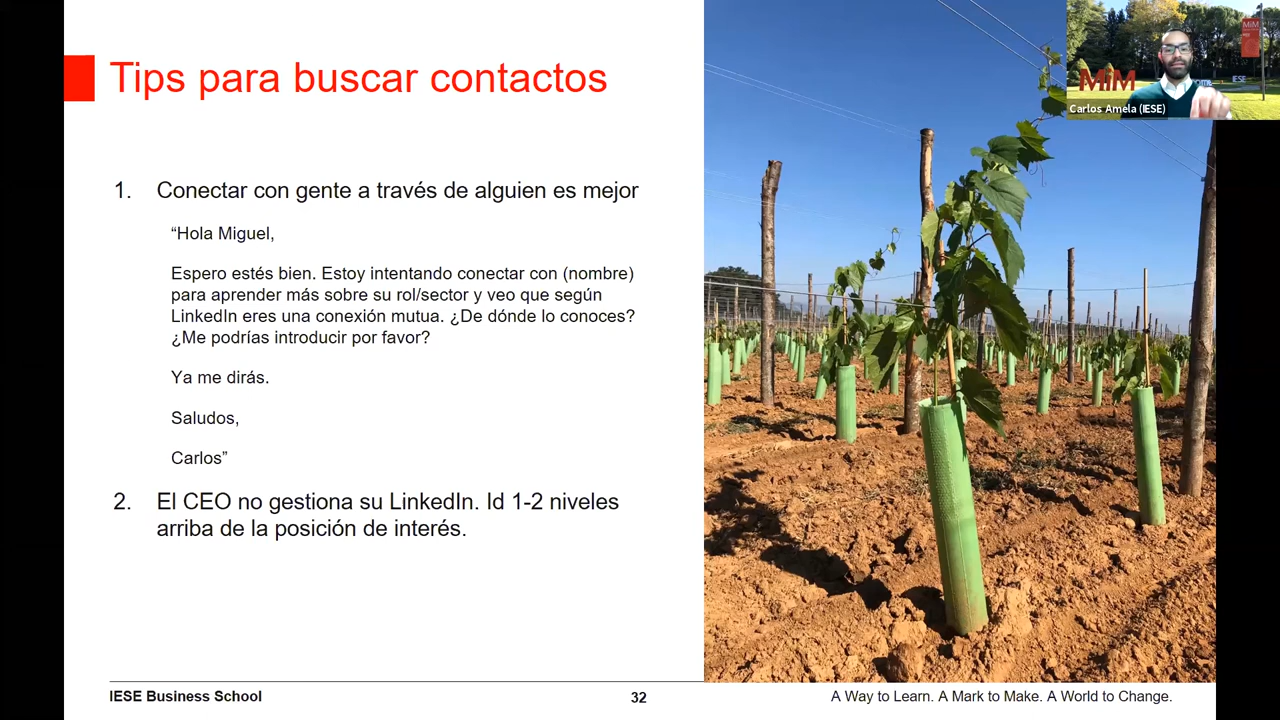 Tips para buscar contactos
1. Conectar con gente a través de alguien es mejor
“Hola Miguel,
Espero estés bien. Estoy intentando conectar con (nombre)
para aprender más sobre su rol/sector y veo que según
LinkedIn eres una conexión mutua. ¿De dónde lo conoces?
¿Me podrías introducir por favor?
Ya me dirás.
Saludos,
Carlos”
2. El CEO no gestiona su LinkedIn. Id 1-2 niveles
arriba de la posición de interés.
IESE Business School
32
A Way to Learn. A Mark to Make. A World to Change.
MiM
MiM
IESE
Carlos Amela (IESE)